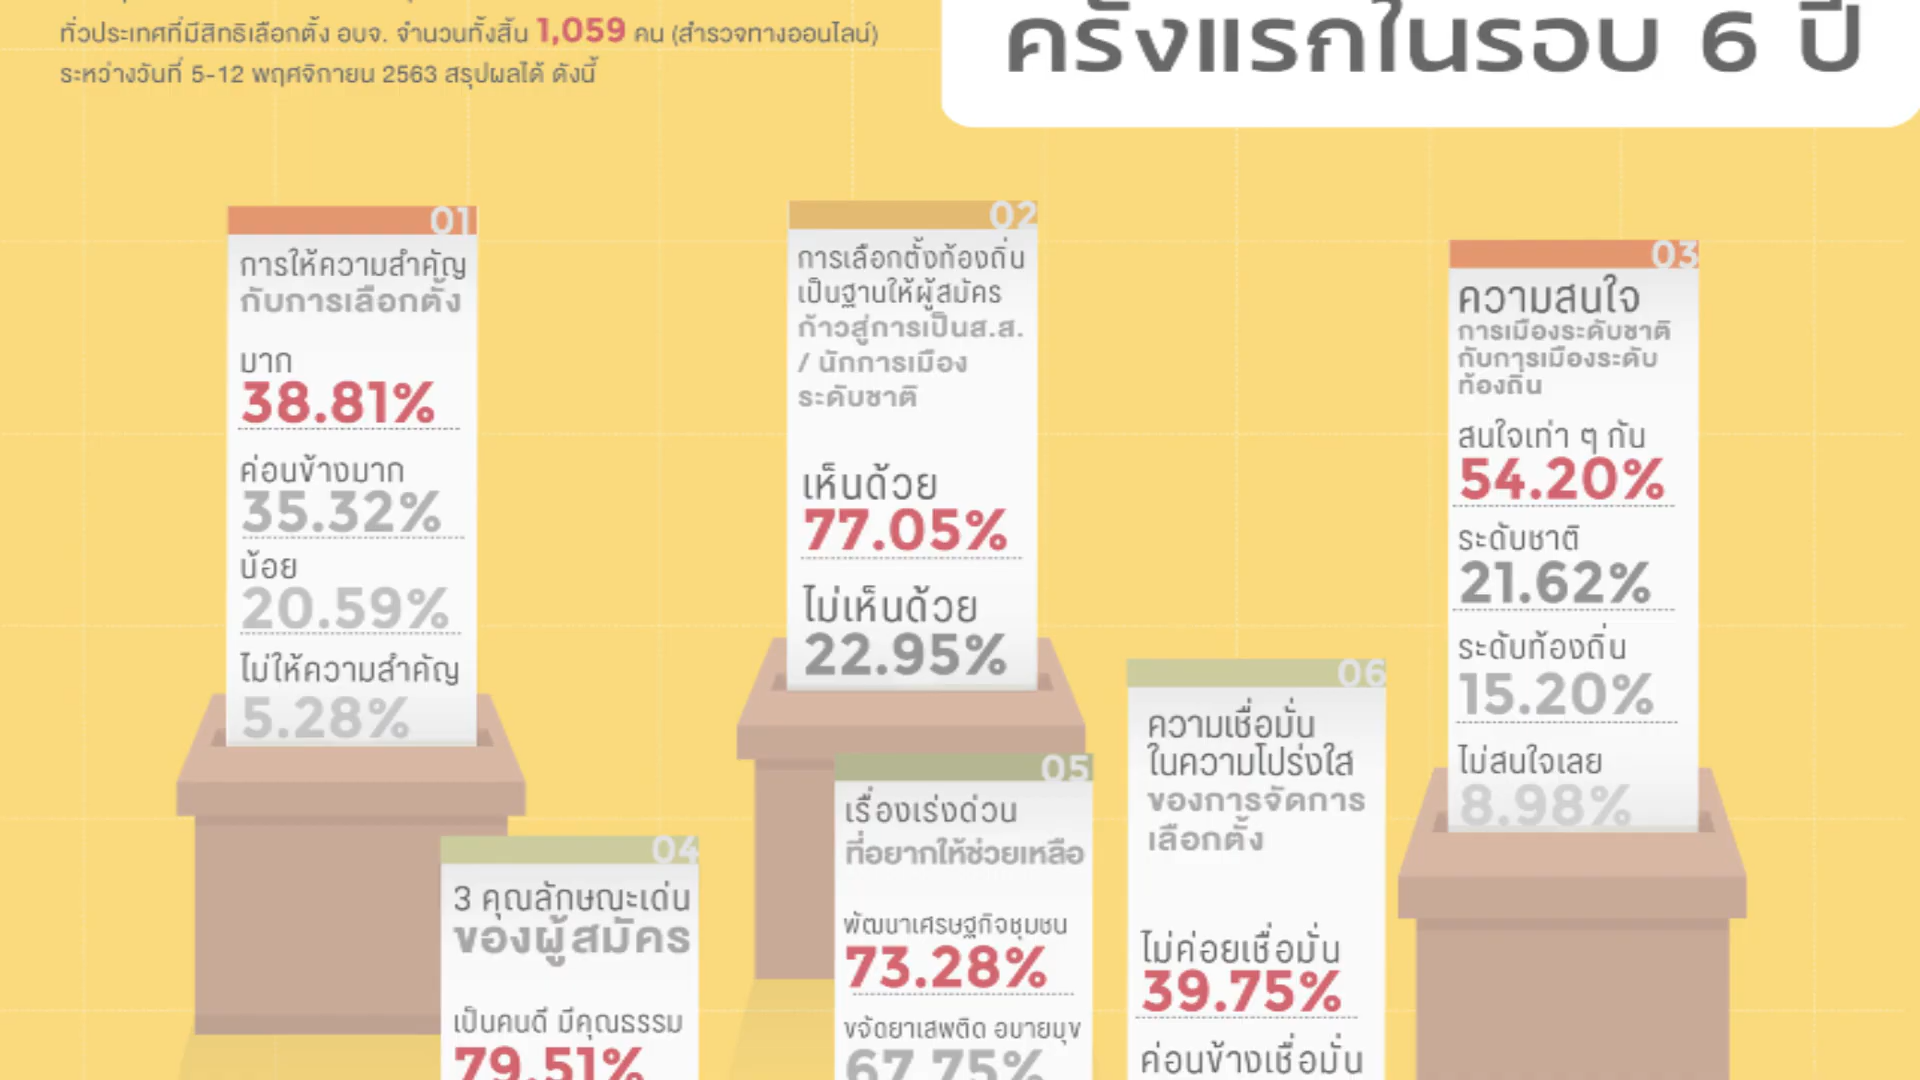 ทั่วประเทศที่มีสิทธิเลือกตั้ง อบจ. จำนวนทั้งสิ้น 1,059 คน (สำรวจทางออนไลน์)
ระหว่างวันที่ 5-12 พฤศจิกายน 2563 สรุปผลได้ ดังนี้
ครั้งแรกในรอบ 6 ปี
01
การให้ความสำคัญ
กับการเลือกตั้ง
มาก
38.81%
ค่อนข้างมาก
35.32%
น้อย
20.59%
ไม่ให้ความสำคัญ
5.28%
02
การเลือกตั้งท้องถิ่น
เป็นฐานให้ผู้สมัคร
ก้าวสู่การเป็นส.ส.
/ นักการเมือง
ระดับชาติ
เห็นด้วย
77.05%
ไม่เห็นด้วย
22.95%
03
ความสนใจ
การเมืองระดับชาติ
กับการเมืองระดับ
ท้องถิ่น
สนใจเท่า ๆ กัน
54.20%
ระดับชาติ
21.62%
ระดับท้องถิ่น
15.20%
ไม่สนใจเลย
8.98%
04
3 คุณลักษณะเด่น
ของผู้สมัคร
เป็นคนดี มีคุณธรรม
79.51%
05
เรื่องเร่งด่วน
ที่อยากให้ช่วยเหลือ
พัฒนาเศรษฐกิจชุมชน
73.28%
ขจัดยาเสพติด อบายมุข
67.75%
06
ความเชื่อมั่น
ในความโปร่งใส
ของการจัดการ
เลือกตั้ง
ไม่ค่อยเชื่อมั่น
39.75%
ค่อนข้างเชื่อมั่น